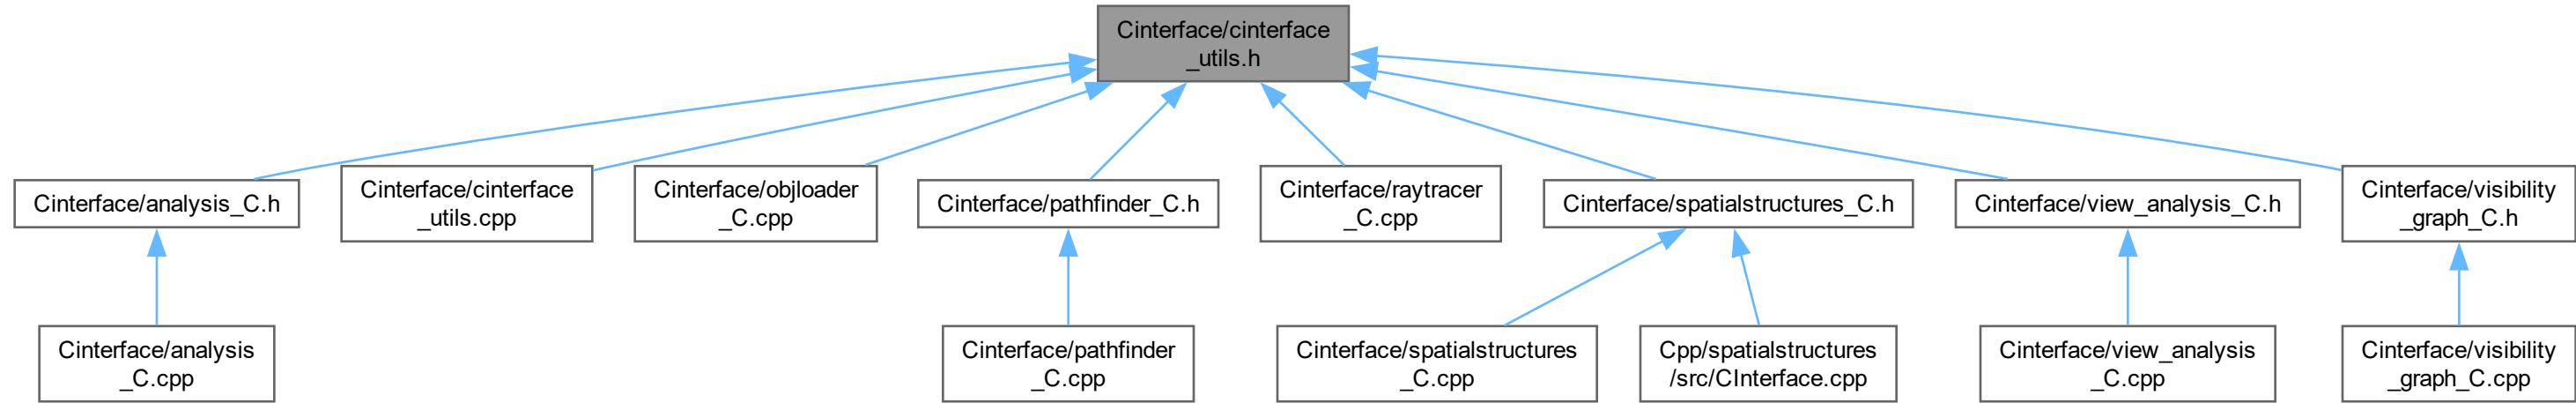 Cinterface/cinterface
_utils.h
Cinterface/analysis_C.h
Cinterface/cinterface
_utils.cpp
Cinterface/objloader
_C.cpp
Cinterface/pathfinder_C.h
Cinterface/raytracer
_C.cpp
Cinterface/spatialstructures_C.h
Cinterface/view_analysis_C.h
Cinterface/visibility
_graph_C.h
Cinterface/analysis
_C.cpp
Cinterface/pathfinder
_C.cpp
Cinterface/spatialstructures
_C.cpp
Cpp/spatialstructures
/src/CInterface.cpp
Cinterface/view_analysis
_C.cpp
Cinterface/visibility
_graph_C.cpp